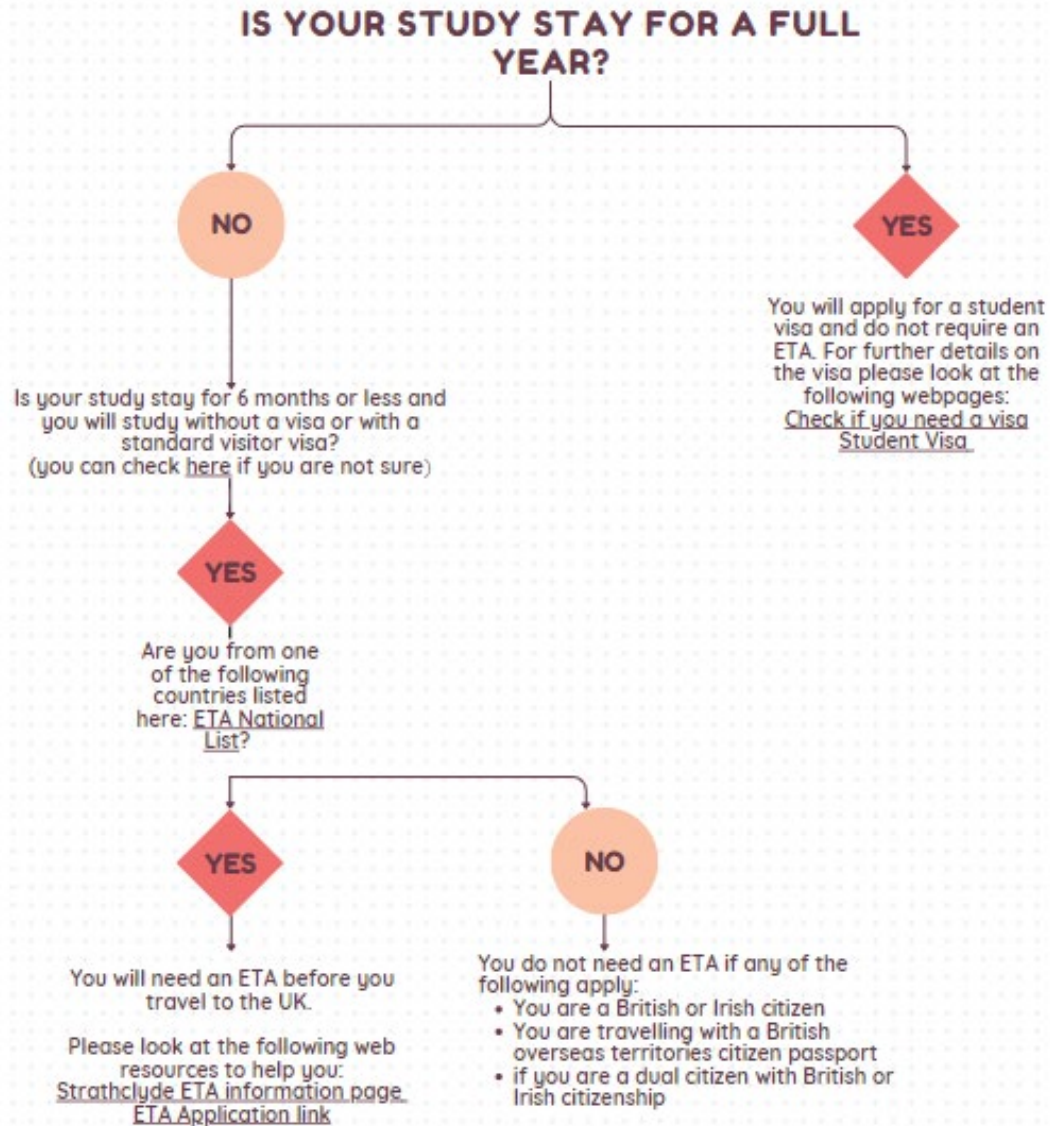 IS YOUR STUDY STAY FOR A FULL
YEAR?
NO
YES
You will apply for a student
visa and do not require an
ETA. For further details on
the visa please look at the
following webpages:
Check if you need a visa
Student Visa
Is your study stay for 6 months or less and
you will study without a visa or with a
standard visitor visa?
(you can check here if you are not sure)
YES
Are you from one
of the following
countries listed
here: ETA National
List?
YES
NO
You will need an ETA before you
travel to the UK.
Please look at the following web
resources to help you:
Strathclyde ETA information page
ETA Application link
You do not need an ETA if any of the
following apply:
• You are a British or Irish citizen
• You are travelling with a British
overseas territories citizen passport
• if you are a dual citizen with British or
Irish citizenship